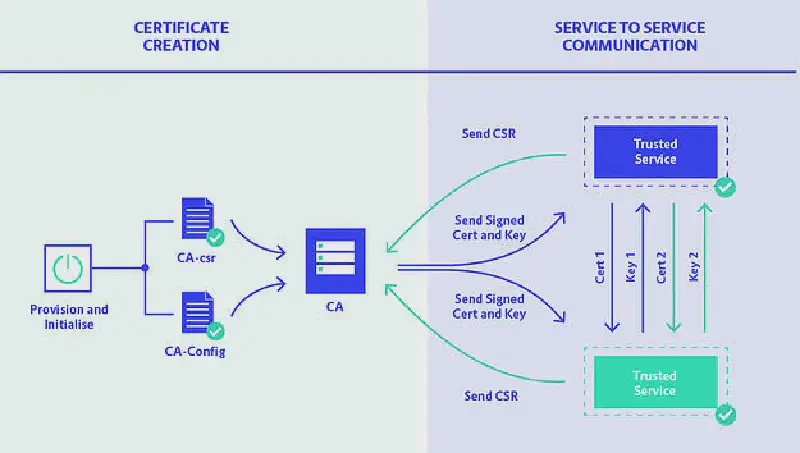 CERTIFICATE
CREATION
SERVICE TO SERVICE
COMMUNICATION
Send CSR
Trusted
Service
Send Signed
Cert and Key
CA-csr
Provision and
Initialise
CA
Cert 1
Key 1
Cert 2
Key 2
Send Signed
Cert and Key
CA-Config
Send CSR
Trusted
Service